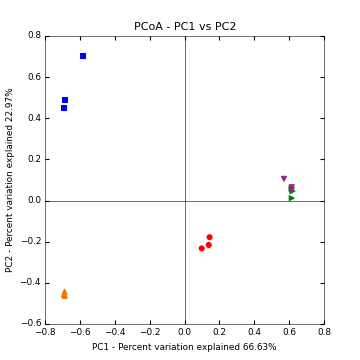 PCoA - PC1 vs PC2
0.8
0.6
0.4
0.2
0.0
−0.2
−0.4
−0.6
PC2 - Percent variation explained 22.97%
−0.8 −0.6 −0.4 −0.2 0.0 0.2 0.4 0.6 0.8
PC1 - Percent variation explained 66.63%